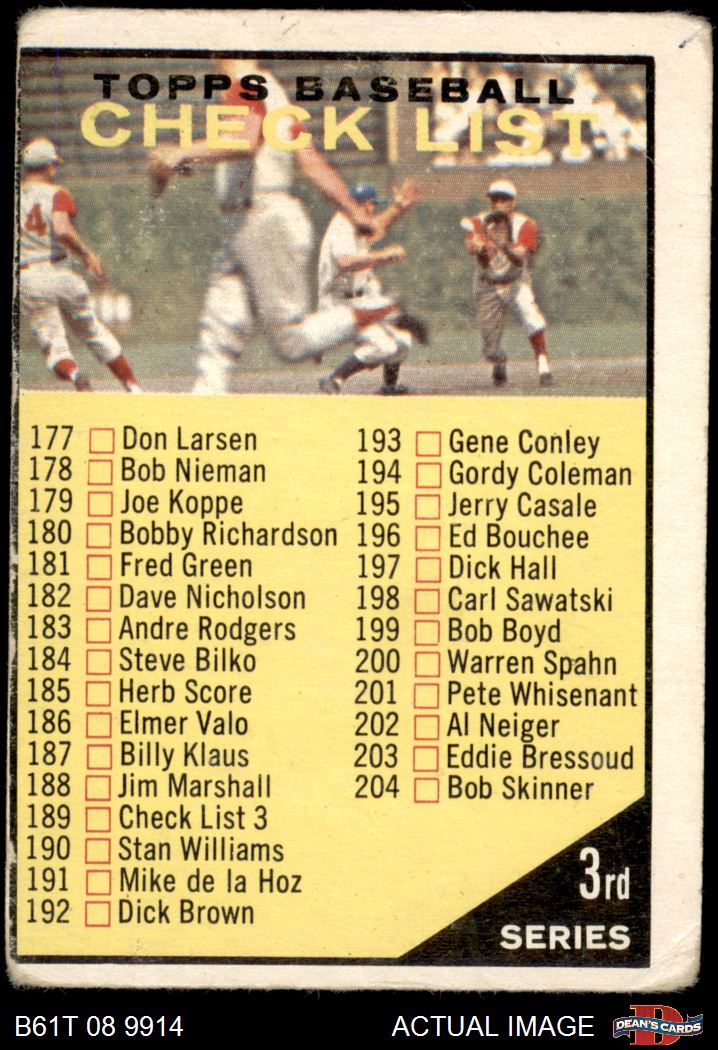 TOPPS BASEBALL
CHECK LIST
4
177 Don Larsen
178 Bob Nieman
179 Joe Koppe
180 Bobby Richardson
181 Fred Green
182 Dave Nicholson
183 Andre Rodgers
184 Steve Bilko
185 Herb Score
186 Elmer Valo
187 Billy Klaus
188 Jim Marshall
189 Check List 3
190 Stan Williams
191 Mike de la Hoz
192 Dick Brown
193 Gene Conley
194 Gordy Coleman
195 Jerry Casale
196 Ed Bouchee
197 Dick Hall
198 Carl Sawatski
199 Bob Boyd
200 Warren Spahn
201 Pete Whisenant
202 Al Neiger
203 Eddie Bressoud
204 Bob Skinner
3rd
SERIES
B61T 08 9914
ACTUAL IMAGE
D
DEAN'S CARDS